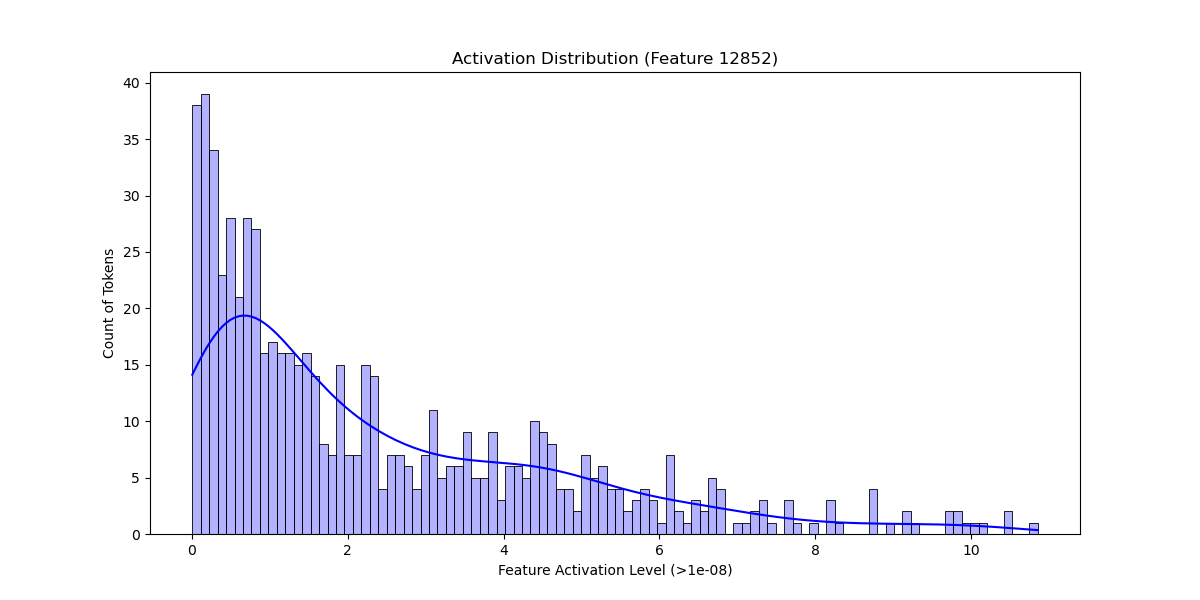 Activation Distribution (Feature 12852)
40
35
30
25
20
15
10
5
0
Count of Tokens
0 2 4 6 8 10
Feature Activation Level (>1e-08)